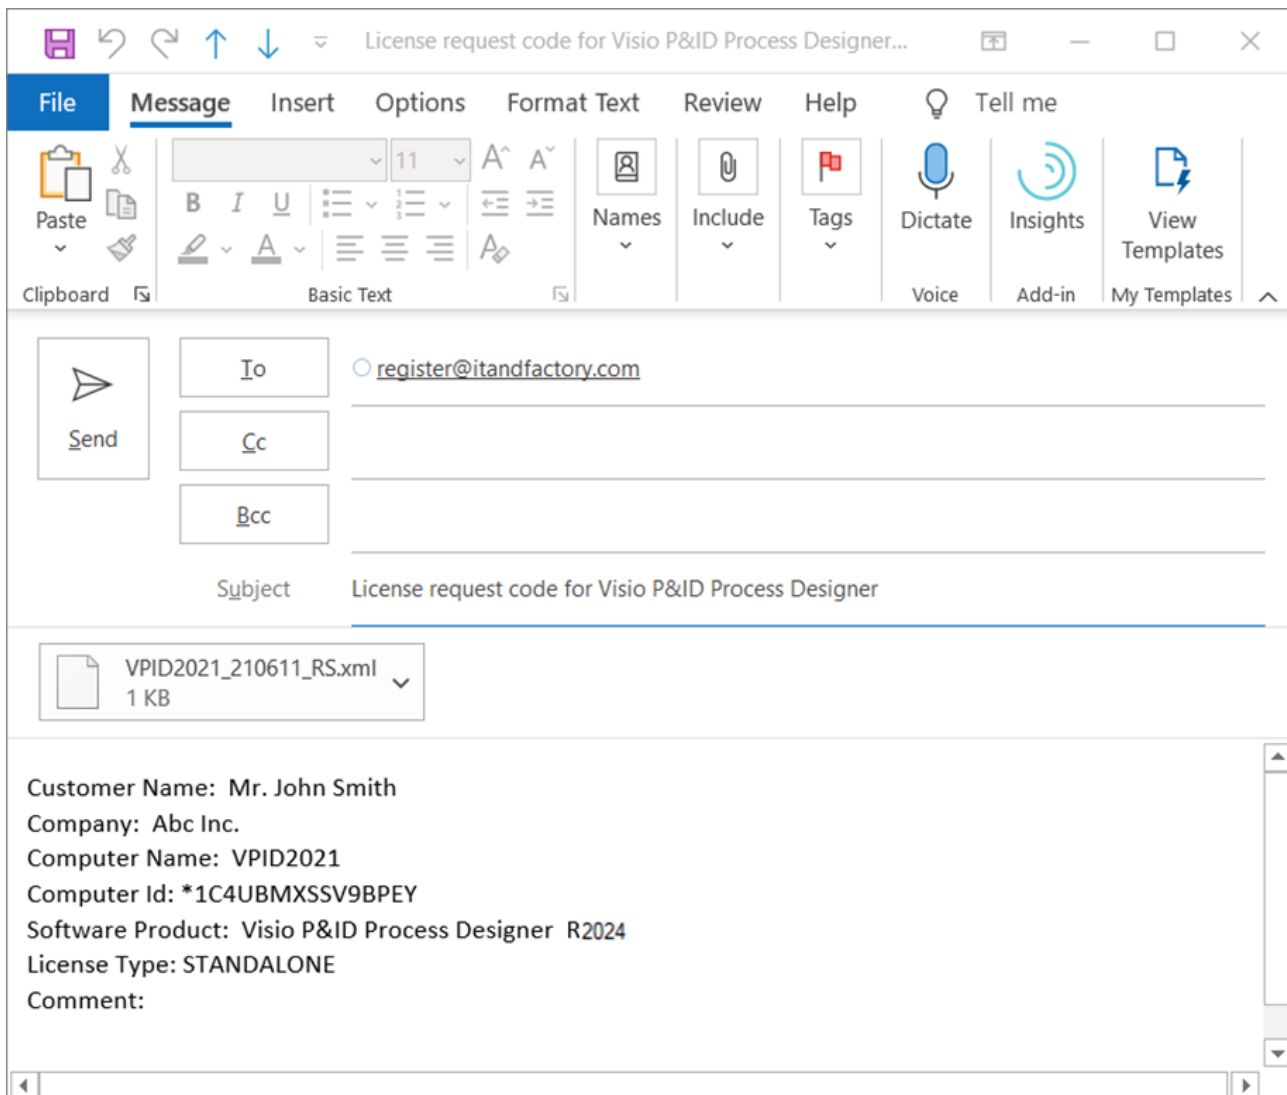 License request code for Visio P&ID Process Designer...
File Message Insert Options Format Text Review Help Tell me
11 A A
B I U
A
Paste Names Include Tags Dictate Insights View Templates
Clipboard Basic Text Voice Add-in My Templates
Send
To register@itandfactory.com
Cc
Bcc
Subject License request code for Visio P&ID Process Designer
VPID2021_210611_RS.xml
1 KB
Customer Name: Mr. John Smith
Company: Abc Inc.
Computer Name: VPID2021
Computer Id: *1C4UBMXSSV9BPEY
Software Product: Visio P&ID Process Designer R2024
License Type: STANDALONE
Comment: